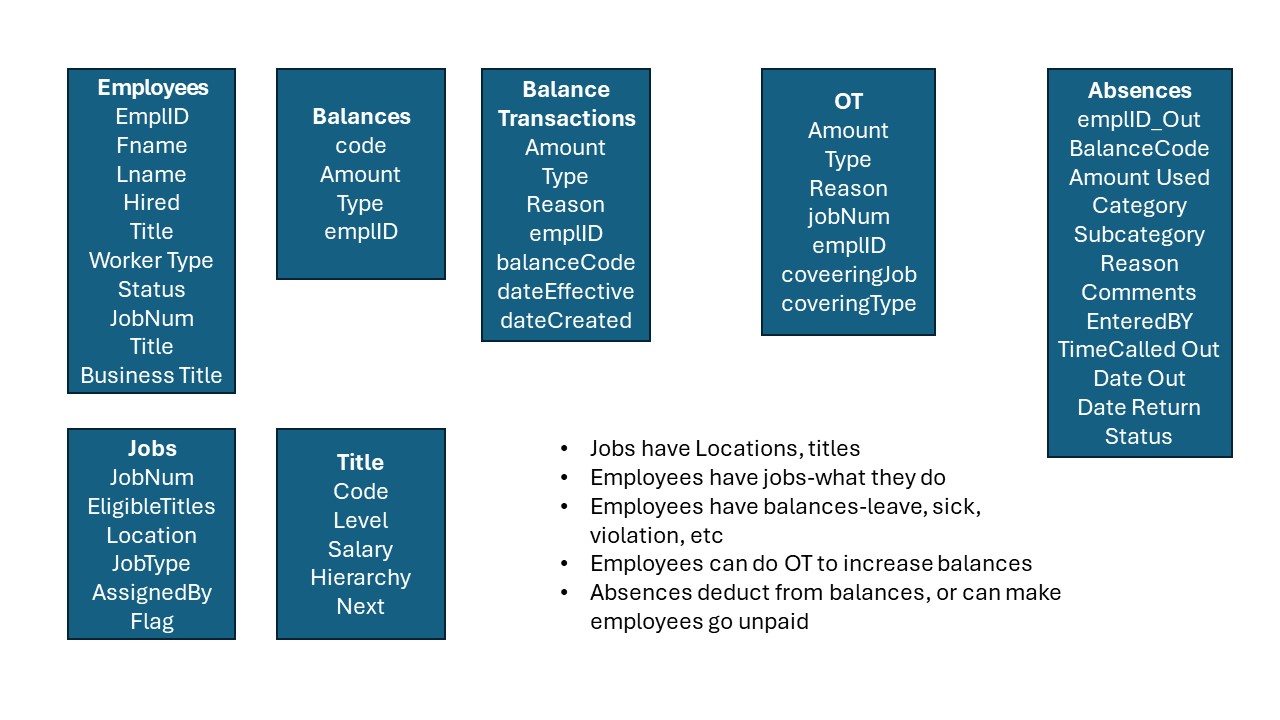 Employees
EmplID
Fname
Lname
Hired
Title
Worker Type
Status
JobNum
Title
Business Title
Balances
code
Amount
Type
emplID
Balance
Transactions
Amount
Type
Reason
emplID
balanceCode
dateEffective
dateCreated
OT
Amount
Type
Reason
jobNum
emplID
coveeringJob
coveringType
Absences
emplID_Out
BalanceCode
Amount Used
Category
Subcategory
Reason
Comments
EnteredBY
TimeCalled Out
Date Out
Date Return
Status
Jobs
JobNum
EligibleTitles
Location
JobType
AssignedBy
Flag
Title
Code
Level
Salary
Hierarchy
Next
• Jobs have Locations, titles
• Employees have jobs-what they do
• Employees have balances-leave, sick,
violation, etc
• Employees can do OT to increase balances
• Absences deduct from balances, or can make
employees go unpaid